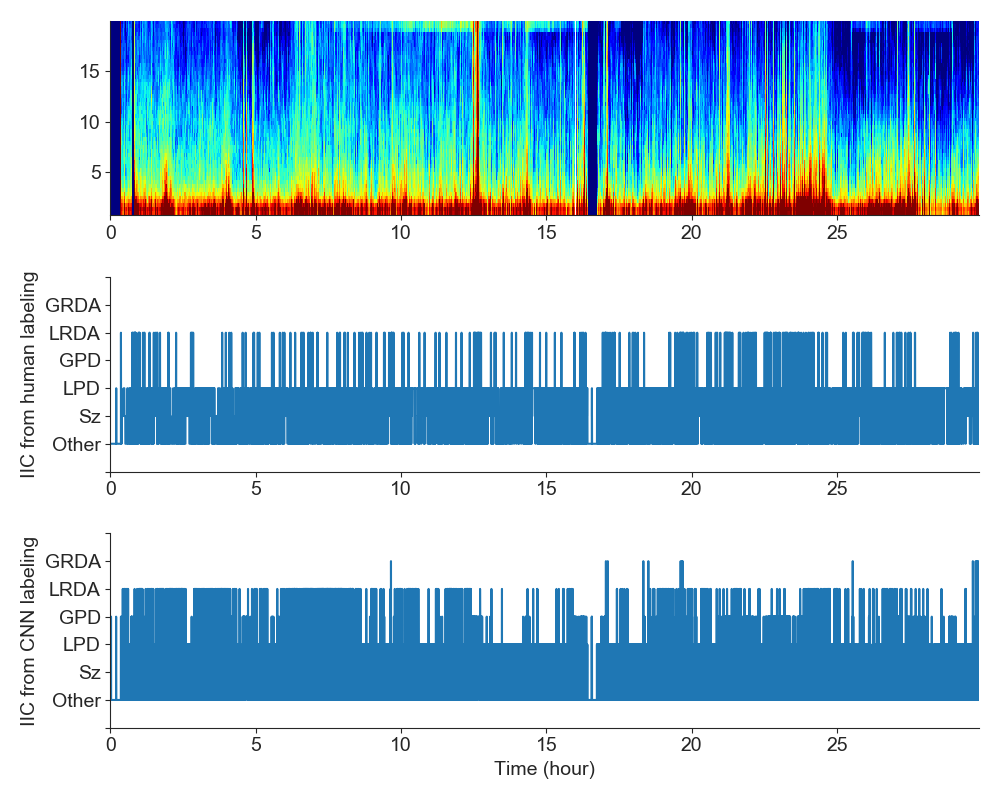 15
10
5
0 5 10 15 20 25
IIC from human labeling
GRDA
LRDA
GPD
LPD
Sz
Other
0 5 10 15 20 25
IIC from CNN labeling
GRDA
LRDA
GPD
LPD
Sz
Other
0 5 10 15 20 25
Time (hour)